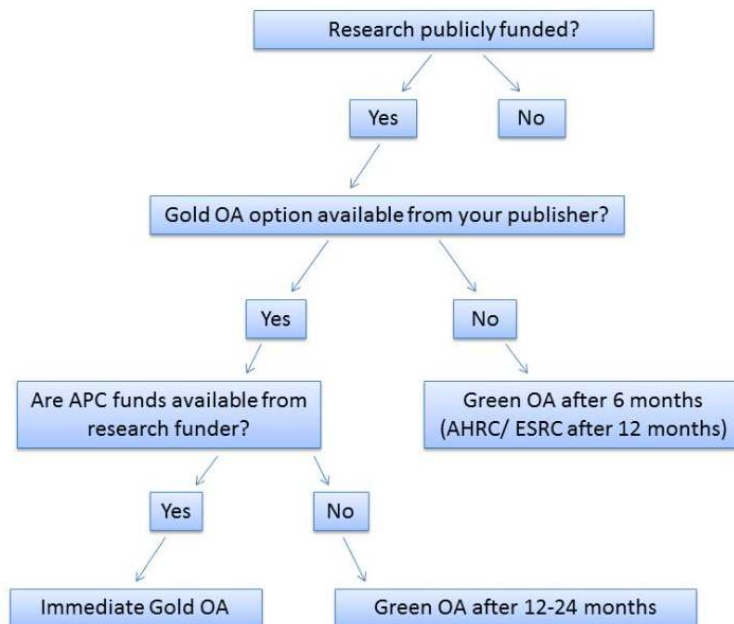 Research publicly funded?
Yes
No
Gold OA option available from your publisher?
Yes
No
Are APC funds available from
research funder?
Green OA after 6 months
(AHRC/ ESRC after 12 months)
Yes
No
Immediate Gold OA
Green OA after 12-24 months